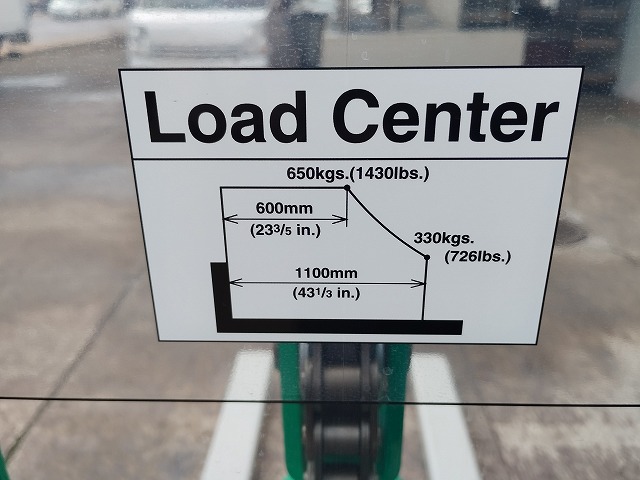 Load Center
650kgs.(1430lbs.)
600mm
(233/5 in.)
330kgs.
(726lbs.)
1100mm
(431/3 in.)